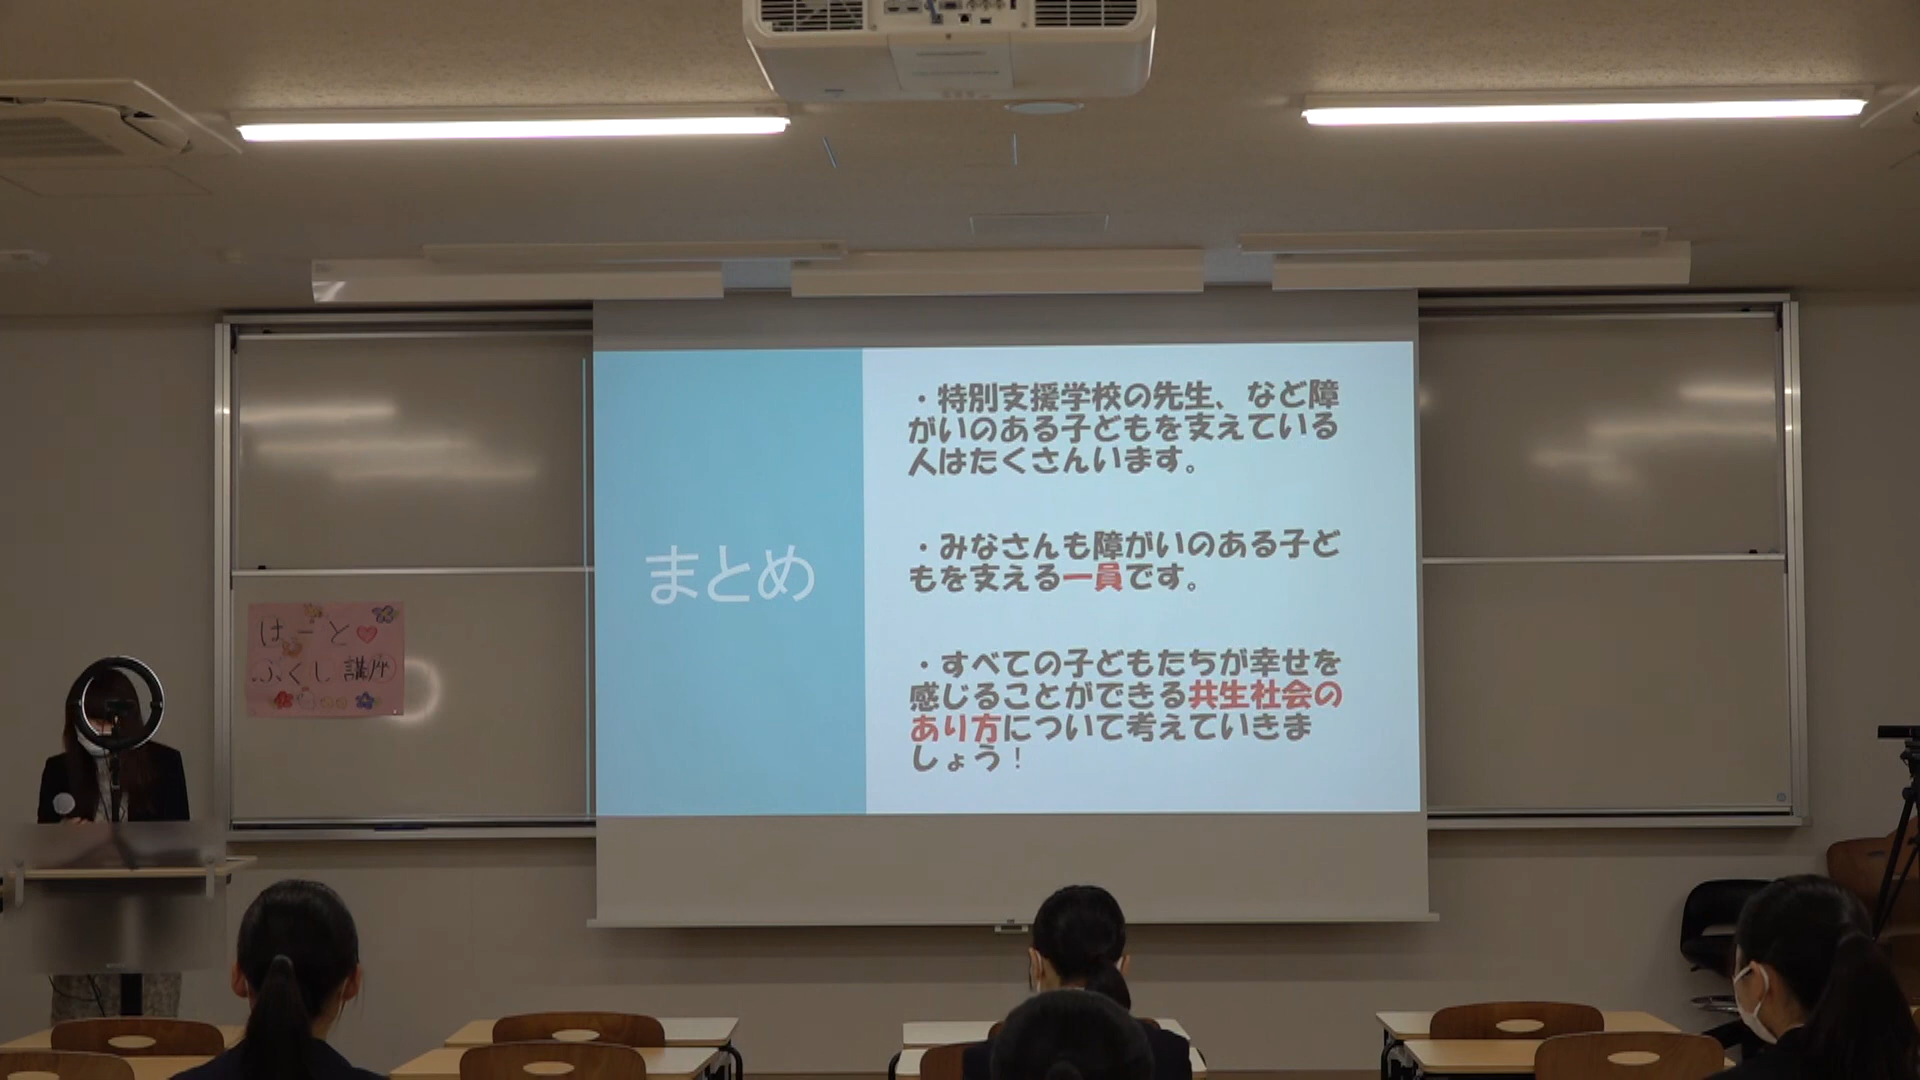 はーと
ふくし講座
まとめ
・特別支援学校の先生、など障
がいのある子どもを支えている
人はたくさんいます。
・みなさんも障がいのある子ど
もを支える一員です。
・すべての子どもたちが幸せを
感じることができる共生社会の
あり方について考えていきま
しょう！